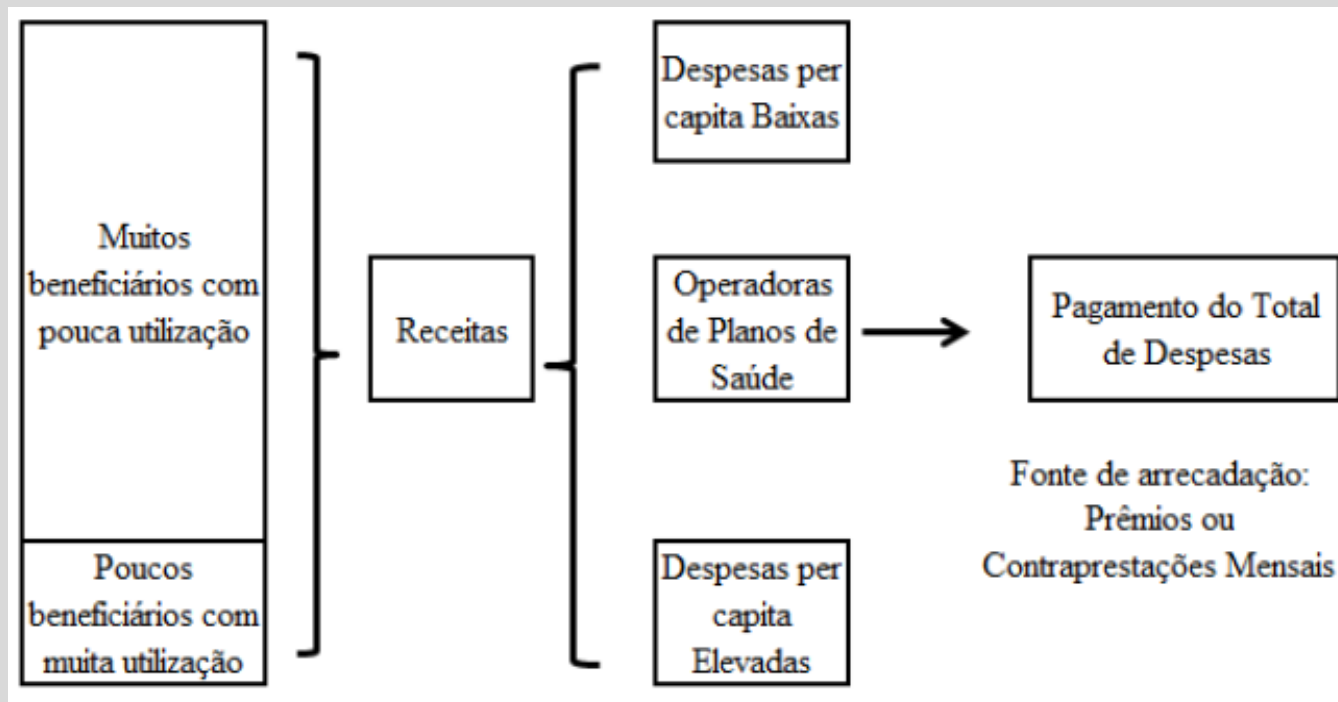 Muitos
beneficiários com
pouca utilização
Poucos
beneficiários com
muita utilização
Receitas
Despesas per
capita Baixas
Operadoras
de Planos de
Saúde
Despesas per
capita
Elevadas
Pagamento do Total
de Despesas
Fonte de arrecadação:
Prêmios ou
Contraprestações Mensais